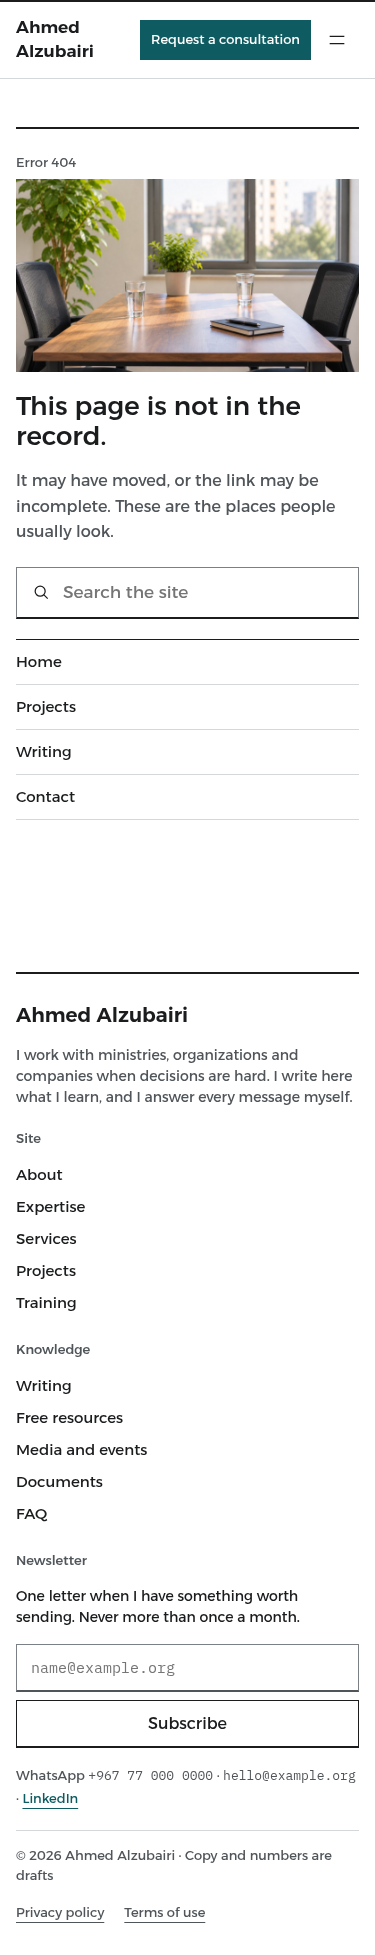 Ahmed
Alzubairi
Request a consultation
Error 404
This page is not in the
record.
It may have moved, or the link may be
incomplete. These are the places people
usually look.
Search the site
Home
Projects
Writing
Contact
Ahmed Alzubairi
I work with ministries, organizations and
companies when decisions are hard. I write here
what I learn, and I answer every message myself.
Site
About
Expertise
Services
Projects
Training
Knowledge
Writing
Free resources
Media and events
Documents
FAQ
Newsletter
One letter when I have something worth
sending. Never more than once a month.
name@example.org
Subscribe
WhatsApp +967 77 000 0000 · hello@example.org
· LinkedIn
© 2026 Ahmed Alzubairi · Copy and numbers are
drafts
Privacy policy Terms of use